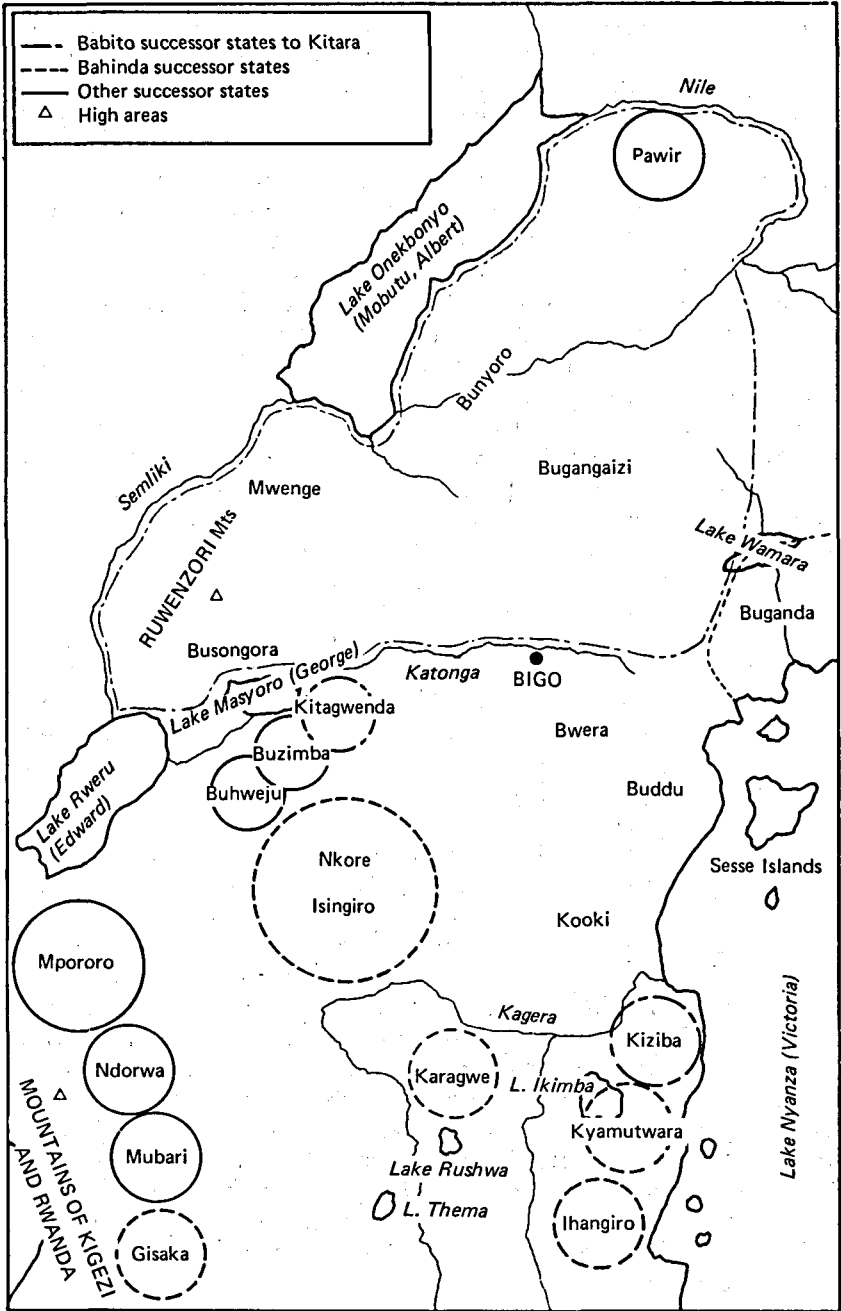 Babito successor states to Kitara
Bahinda successor states
Other successor states
High areas
Nile
Pawir
Lake Onekbonyo
(Mobutu, Albert)
Bunyoro
Bugangaizi
Semliki
Mwenge
RUWENZORI Mts
Lake Wamara
Buganda
Busongora
Lake Masyoro (George)
Katonga
BIGO
Kitagwenda
Bwera
Buzimba
Buddu
Buhweju
Lake Rweru
(Edward)
Nkore
Isingiro
Sesse Islands
Kooki
Mpororo
Kagera
Kiziba
Lake Nyanza (Victoria)
Ndorwa
Karagwe
L. Ikimba
Kyamutwara
MOUNTAINS OF KIGEZI
AND RWANDA
Mubari
Lake Rushwa
L. Thema
Ihangiro
Gisaka